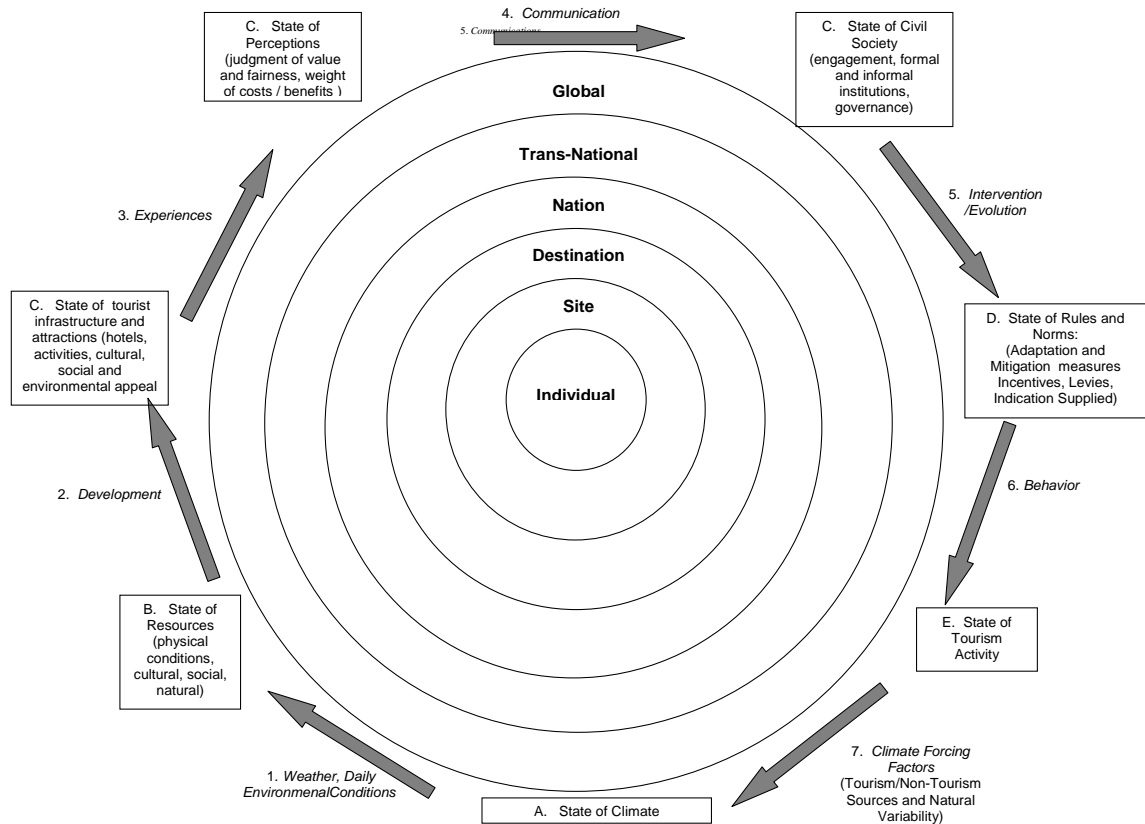 4. Communication
5. Communications
C. State of
Perceptions
(judgment of value
and fairness, weight
of costs / benefits )
C. State of Civil
Society
(engagement, formal
and informal
institutions,
governance)
Global
Trans-National
Nation
Destination
Site
Individual
3. Experiences
5. Intervention
/Evolution
C. State of tourist
infrastructure and
attractions (hotels,
activities, cultural,
social and
environmental appeal
D. State of Rules and
Norms:
(Adaptation and
Mitigation measures
Incentives, Levies,
Indication Supplied)
2. Development
6. Behavior
B. State of
Resources
(physical
conditions,
cultural, social,
natural)
E. State of
Tourism
Activity
1. Weather, Daily
EnvironmenalConditions
7. Climate Forcing
Factors
(Tourism/Non-Tourism
Sources and Natural
Variability)
A. State of Climate